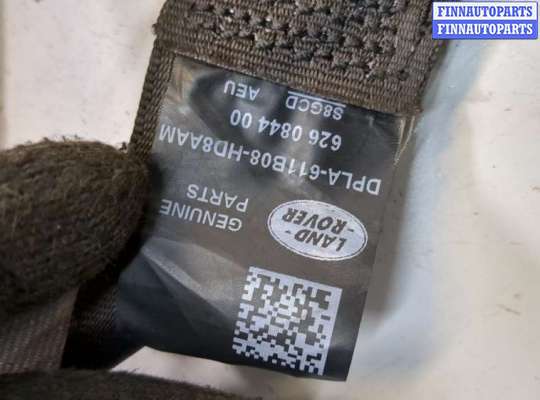 FINNAUTOPARTS
FINNAUTOPARTS
LAND-
-ROVER
GENUINE
PARTS
DPLA-611B08-HD8AAM
626 0844 00
S8GCD
AEU